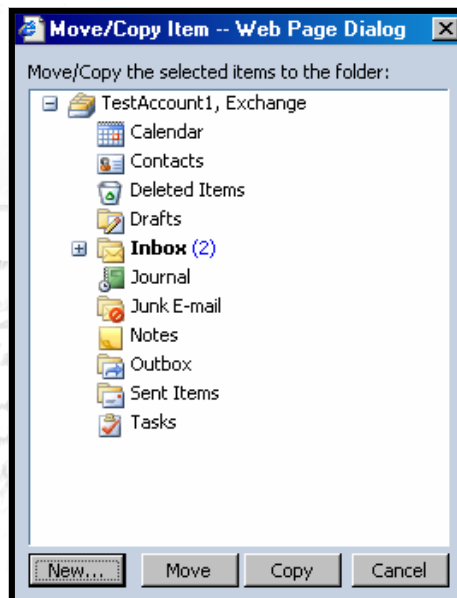 Move/Copy Item -- Web Page Dialog
Move/Copy the selected items to the folder:
TestAccount1, Exchange
Calendar
Contacts
Deleted Items
Drafts
Inbox (2)
Journal
Junk E-mail
Notes
Outbox
Sent Items
Tasks
New... Move Copy Cancel